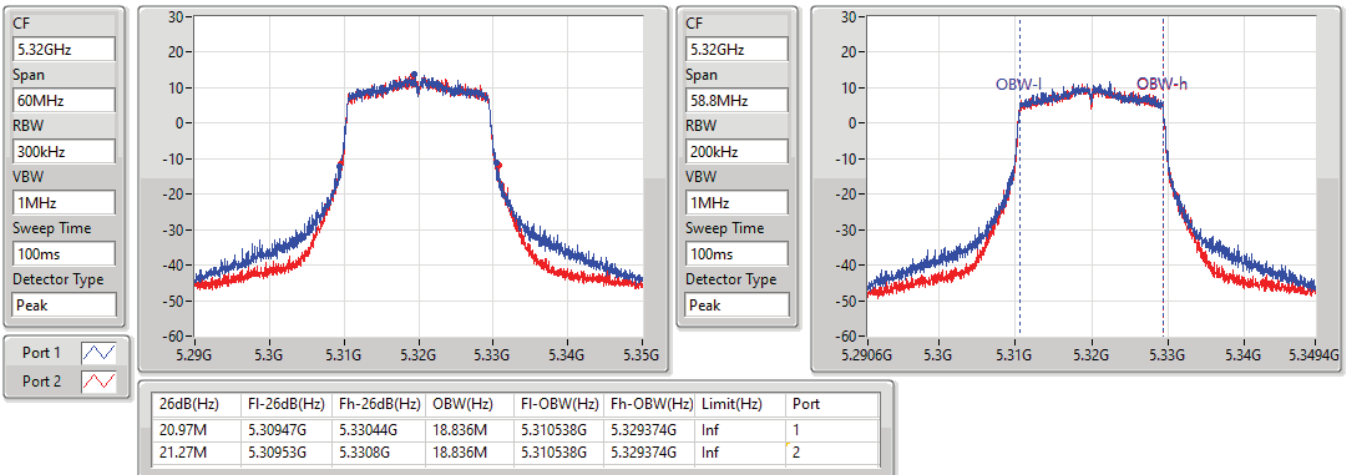 CF
5.32GHz
Span
60MHz
RBW
300kHz
VBW
1MHz
Sweep Time
100ms
Detector Type
Peak
Port 1
Port 2
30
20
10
0
-10
-20
-30
-40
-50
-60
5.29G 5.3G 5.31G 5.32G 5.33G 5.34G 5.35G
CF
5.32GHz
Span
58.8MHz
RBW
200kHz
VBW
1MHz
Sweep Time
100ms
Detector Type
Peak
30
20
10
0
-10
-20
-30
-40
-50
-60
OBW-l OBW-h
5.2906G 5.3G 5.31G 5.32G 5.33G 5.34G 5.3494G
26dB(Hz) Fl-26dB(Hz) Fh-26dB(Hz) OBW(Hz) Fl-OBW(Hz) Fh-OBW(Hz) Limit(Hz) Port
20.97M 5.30947G 5.33044G 18.836M 5.310538G 5.329374G Inf 1
21.27M 5.30953G 5.3308G 18.836M 5.310538G 5.329374G Inf 2